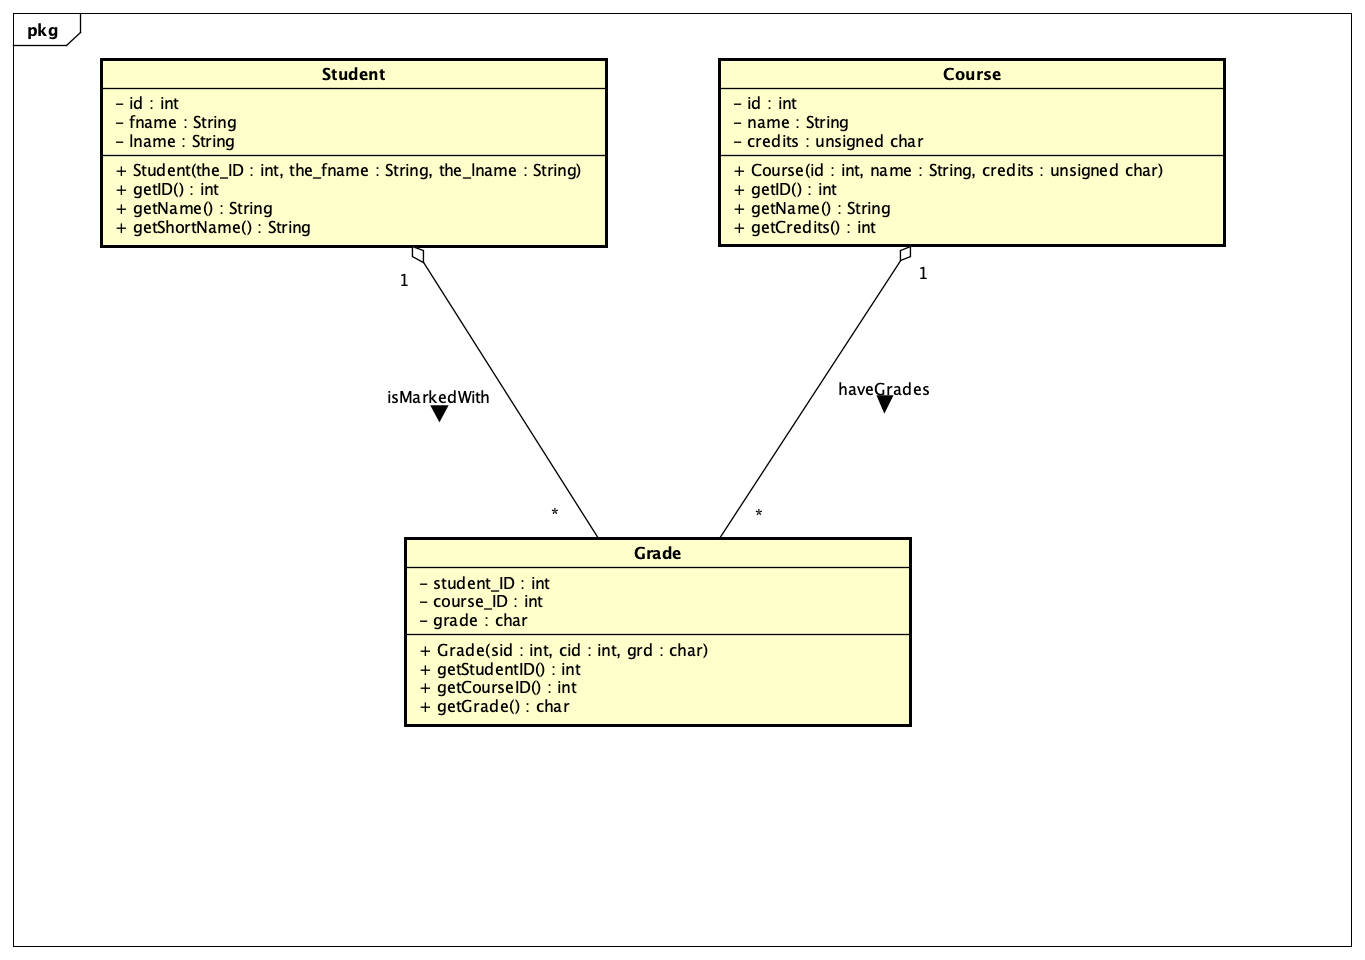 pkg
Student
– id : int
– fname : String
– lname : String
+ Student(the_ID : int, the_fname : String, the_lname : String)
+ getID() : int
+ getName() : String
+ getShortName() : String
Course
– id : int
– name : String
– credits : unsigned char
+ Course(id : int, name : String, credits : unsigned char)
+ getID() : int
+ getName() : String
+ getCredits() : int
1
1
isMarkedWith
haveGrades
*
*
Grade
– student_ID : int
– course_ID : int
– grade : char
+ Grade(sid : int, cid : int, grd : char)
+ getStudentID() : int
+ getCourseID() : int
+ getGrade() : char